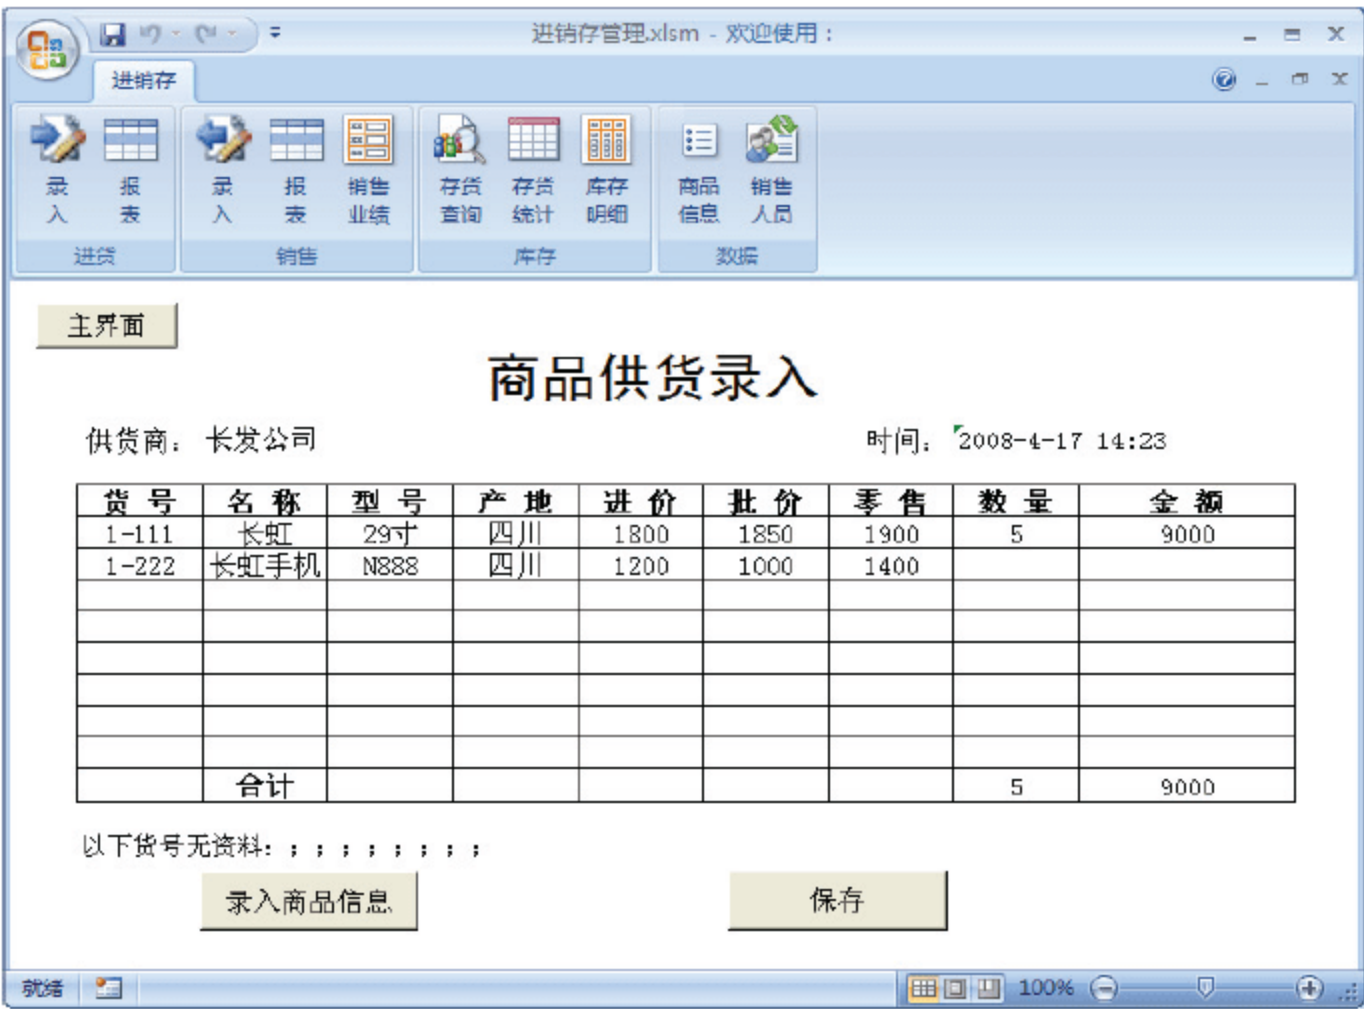 进销存管理.xlsm - 欢迎使用：
进销存
录入 报表 录入 报表 销售业绩 存货查询 存货统计 库存明细 商品信息 销售人员
进货 销售 库存 数据
主界面
商品供货录入
供货商： 长发公司 时间： 2008-4-17 14:23
货 号 名 称 型 号 产 地 进 价 批 价 零 售 数 量 金 额
1-111 长虹 29寸 四川 1800 1850 1900 5 9000
1-222 长虹手机 N888 四川 1200 1000 1400
合计 5 9000
以下货号无资料：；；；；；；；；
录入商品信息 保存
就绪 100%